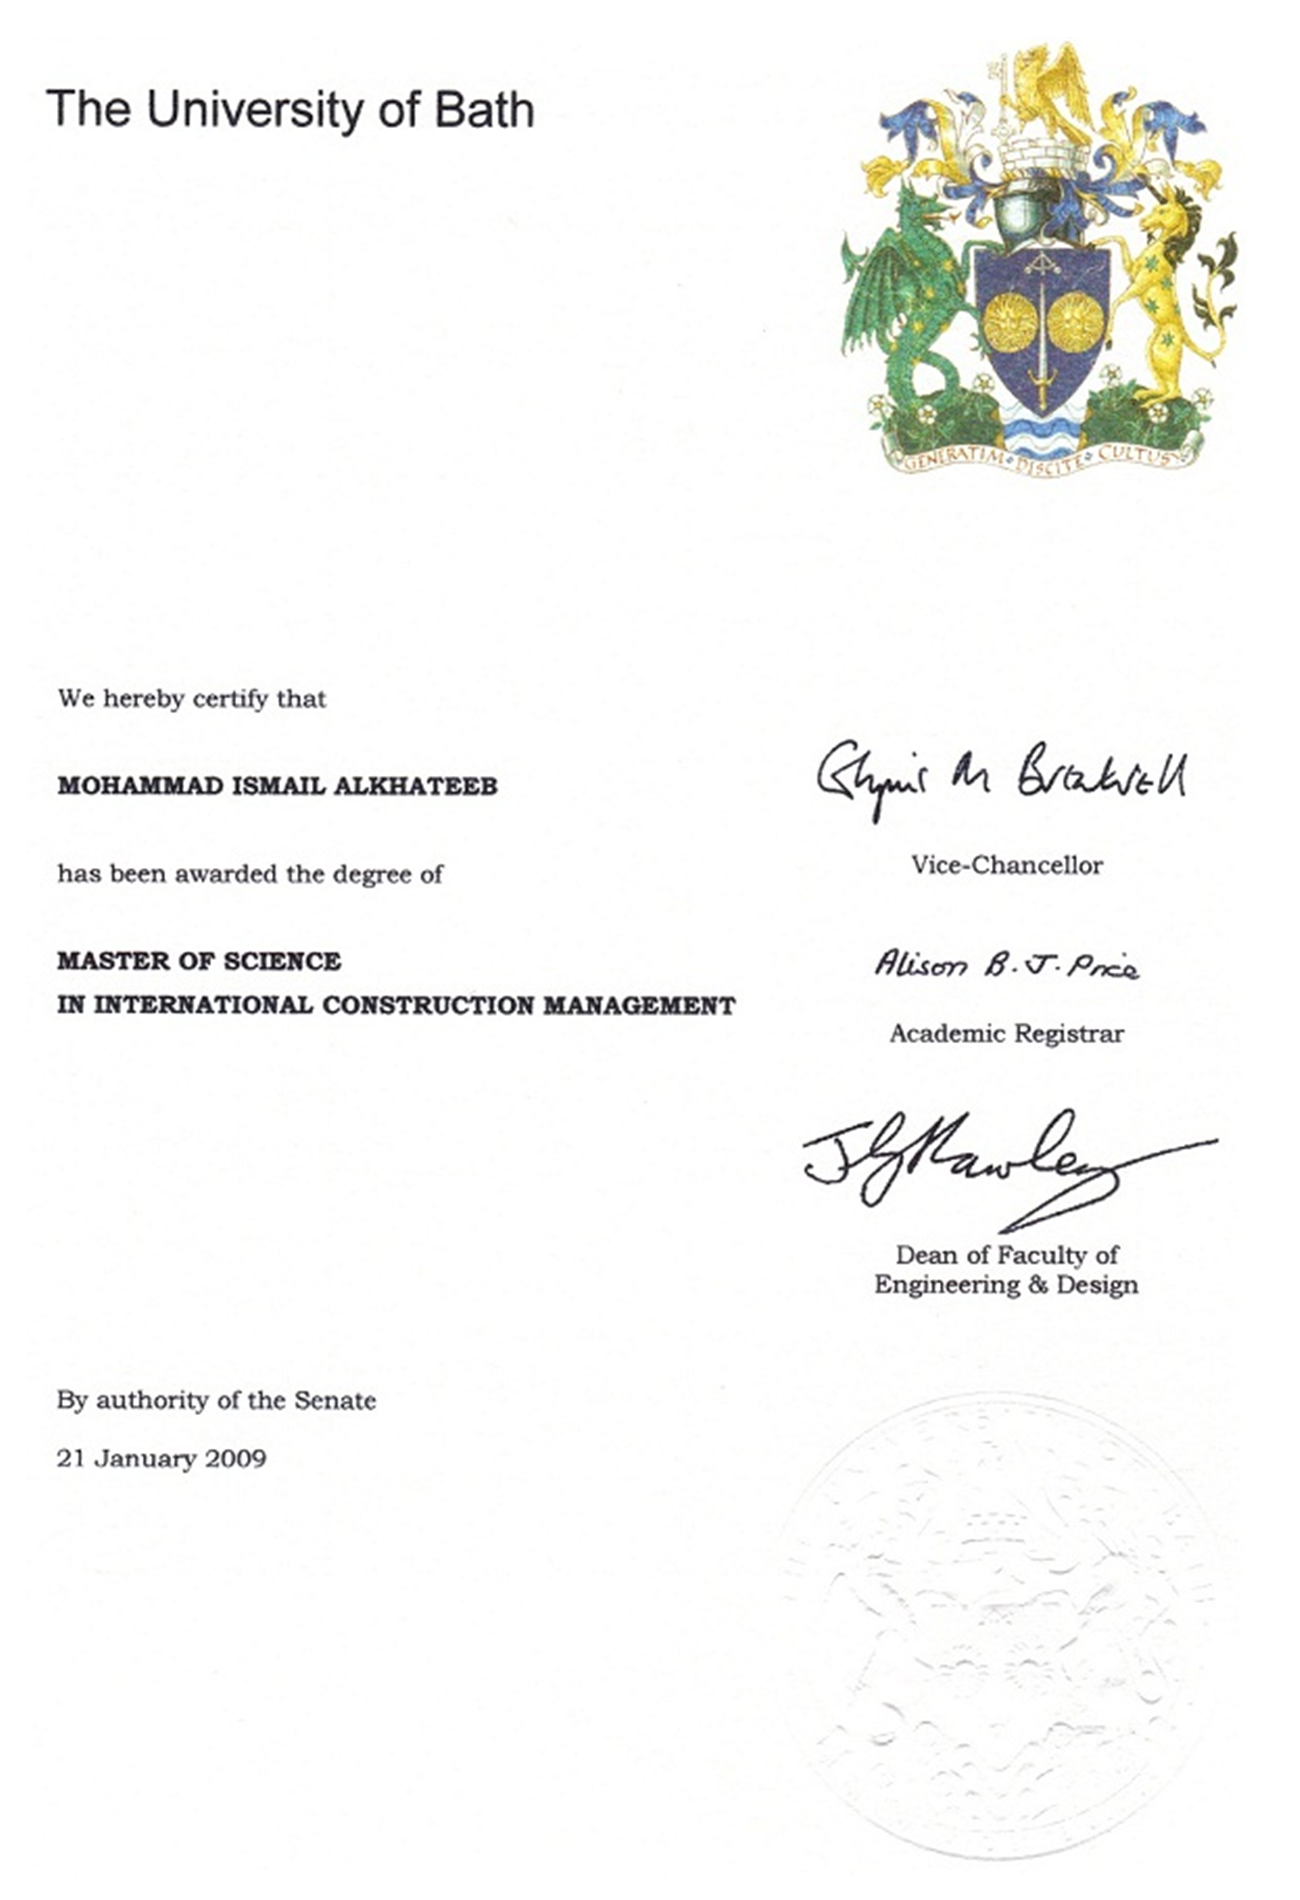 The University of Bath
GENERATIM DISCITE CULTUS
We hereby certify that
MOHAMMAD ISMAIL ALKHATEEB
Glynis M Breakwell
has been awarded the degree of
Vice-Chancellor
MASTER OF SCIENCE
IN INTERNATIONAL CONSTRUCTION MANAGEMENT
Alison B. J. Price
Academic Registrar
Dean of Faculty of
Engineering & Design
By authority of the Senate
21 January 2009